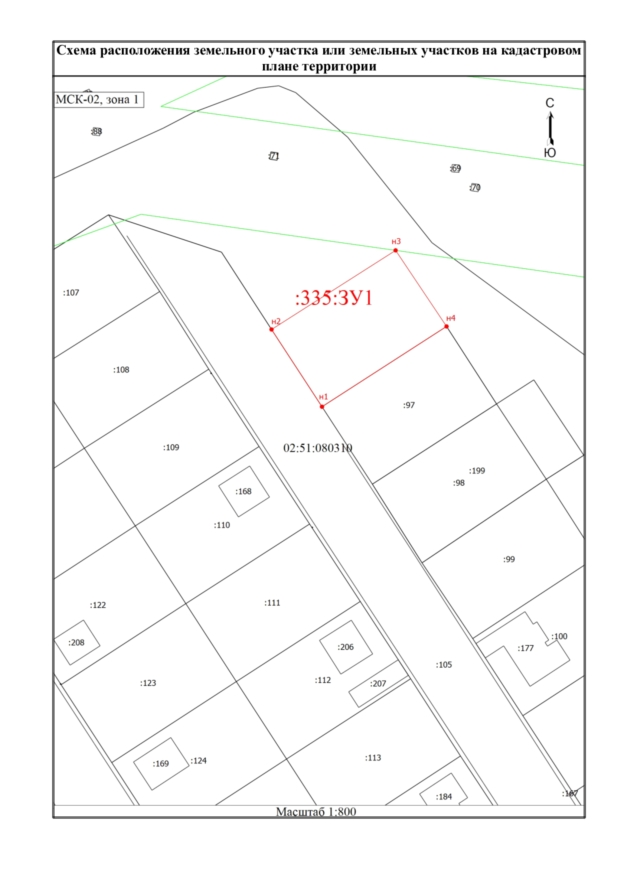 Схема расположения земельного участка или земельных участков на кадастровом
плане территории
МСК-02, зона 1
С
:88
:71
Ю
:69
:70
н3
:107
:335:ЗУ1
н2
н4
:108
н1
:97
:109
02:51:080310
:199
:98
:168
:110
:99
:122
:111
:208
:206
:177
:100
:105
:123
:112
:207
:169
:124
:113
:184
:167
Масштаб 1:800